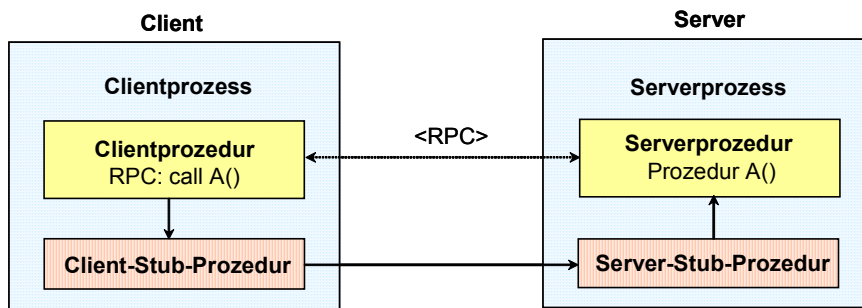 Client
Server
Clientprozess
Serverprozess
<RPC>
Clientprozedur
RPC: call A()
Serverprozedur
Prozedur A()
Client-Stub-Prozedur
Server-Stub-Prozedur